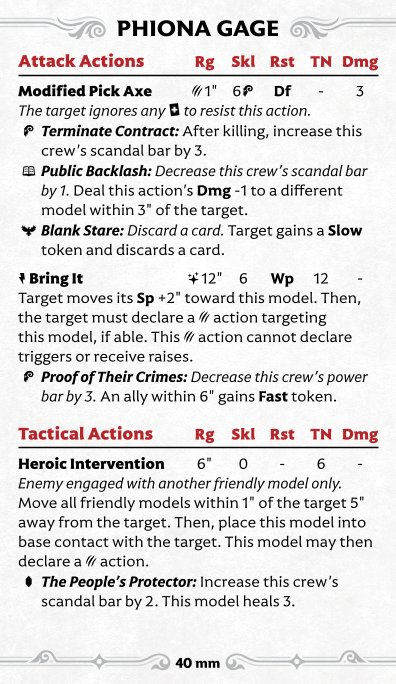 PHIONA GAGE
Attack Actions Rg Skl Rst TN Dmg
Modified Pick Axe 1" 6 Df - 3
The target ignores any to resist this action.
Terminate Contract: After killing, increase this
crew's scandal bar by 3.
Public Backlash: Decrease this crew's scandal bar
by 1. Deal this action's Dmg -1 to a different
model within 3" of the target.
Blank Stare: Discard a card. Target gains a Slow
token and discards a card.
Bring It 12" 6 Wp 12 -
Target moves its Sp +2" toward this model. Then,
the target must declare a action targeting
this model, if able. This action cannot declare
triggers or receive raises.
Proof of Their Crimes: Decrease this crew's power
bar by 3. An ally within 6" gains Fast token.
Tactical Actions Rg Skl Rst TN Dmg
Heroic Intervention 6" 0 - 6 -
Enemy engaged with another friendly model only.
Move all friendly models within 1" of the target 5"
away from the target. Then, place this model into
base contact with the target. This model may then
declare a action.
The People's Protector: Increase this crew's
scandal bar by 2. This model heals 3.
40 mm